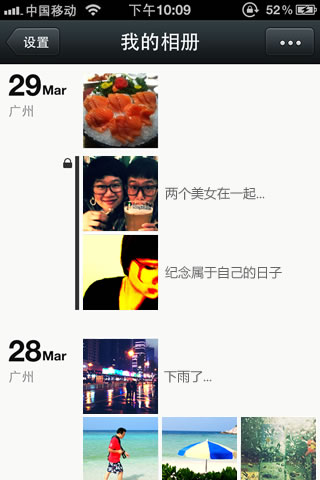 中国移动 下午10:09 52%
设置 我的相册
29Mar
广州
两个美女在一起...
纪念属于自己的日子
28Mar
广州
下雨了...